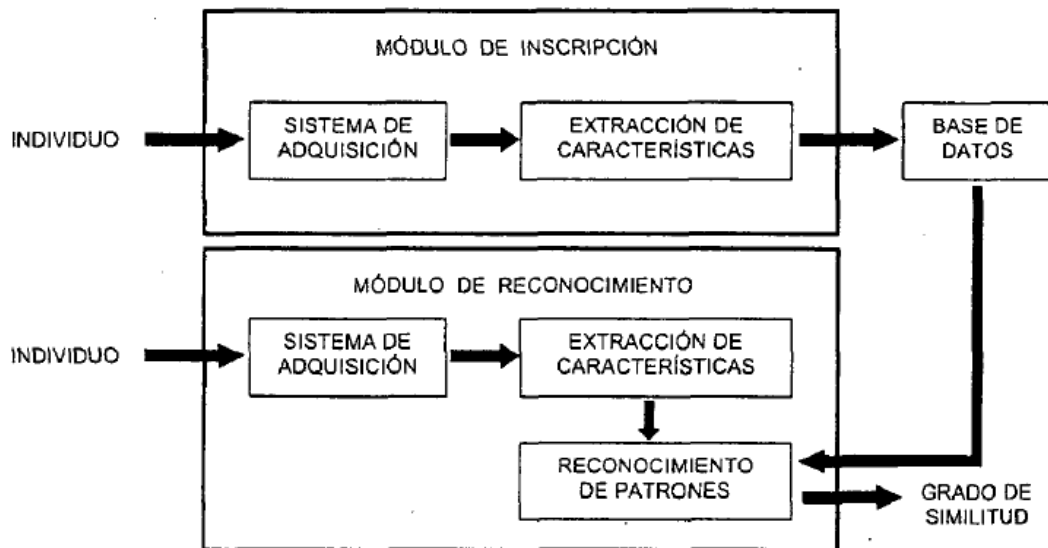 MÓDULO DE INSCRIPCIÓN
INDIVIDUO
SISTEMA DE
ADQUISICIÓN
EXTRACCIÓN DE
CARACTERÍSTICAS
BASE DE
DATOS
MÓDULO DE RECONOCIMIENTO
INDIVIDUO
SISTEMA DE
ADQUISICIÓN
EXTRACCIÓN DE
CARACTERÍSTICAS
RECONOCIMIENTO
DE PATRONES
GRADO DE
SIMILITUD